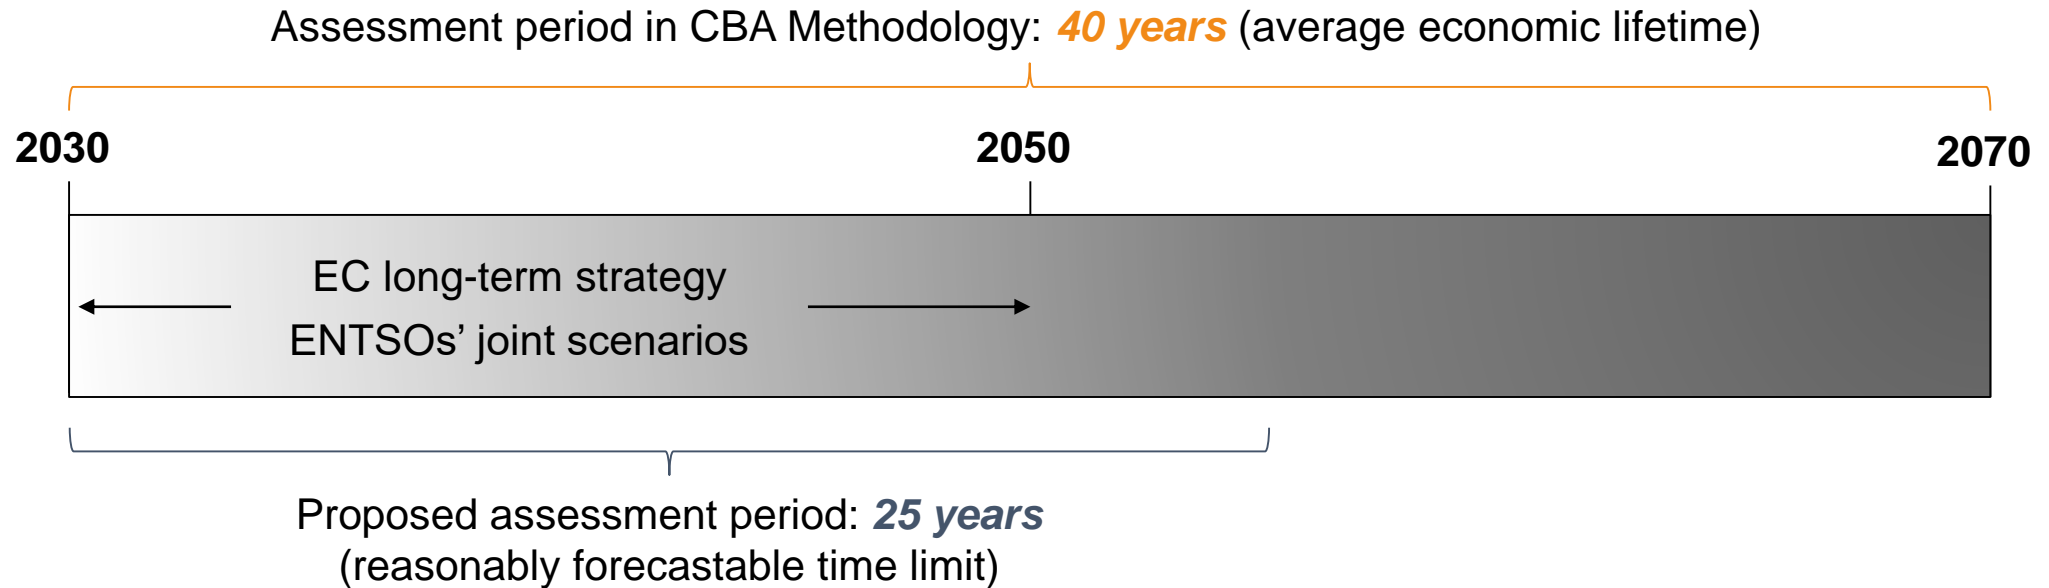 Assessment period in CBA Methodology: 40 years (average economic lifetime)
2030 2050 2070
EC long-term strategy
ENTSOs’ joint scenarios
Proposed assessment period: 25 years
(reasonably forecastable time limit)